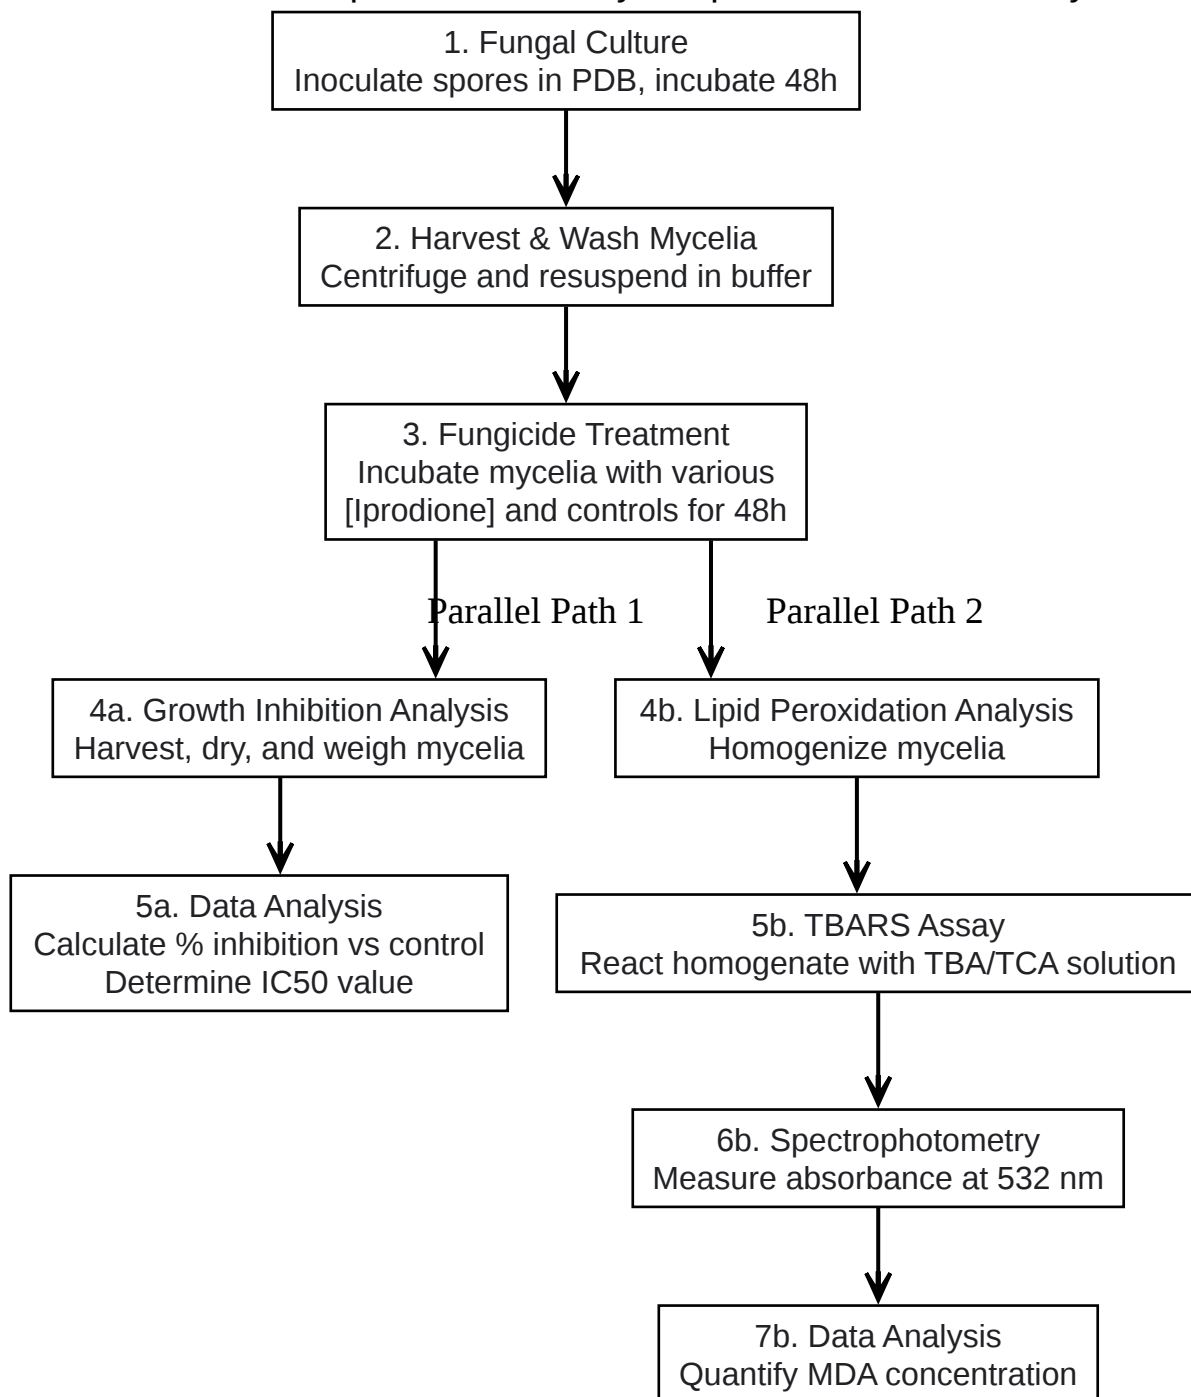 1. Fungal Culture
Inoculate spores in PDB, incubate 48h
2. Harvest & Wash Mycelia
Centrifuge and resuspend in buffer
3. Fungicide Treatment
Incubate mycelia with various
[Iprodione] and controls for 48h
Parallel Path 1
Parallel Path 2
4a. Growth Inhibition Analysis
Harvest, dry, and weigh mycelia
4b. Lipid Peroxidation Analysis
Homogenize mycelia
5a. Data Analysis
Calculate % inhibition vs control
Determine IC50 value
5b. TBARS Assay
React homogenate with TBA/TCA solution
6b. Spectrophotometry
Measure absorbance at 532 nm
7b. Data Analysis
Quantify MDA concentration